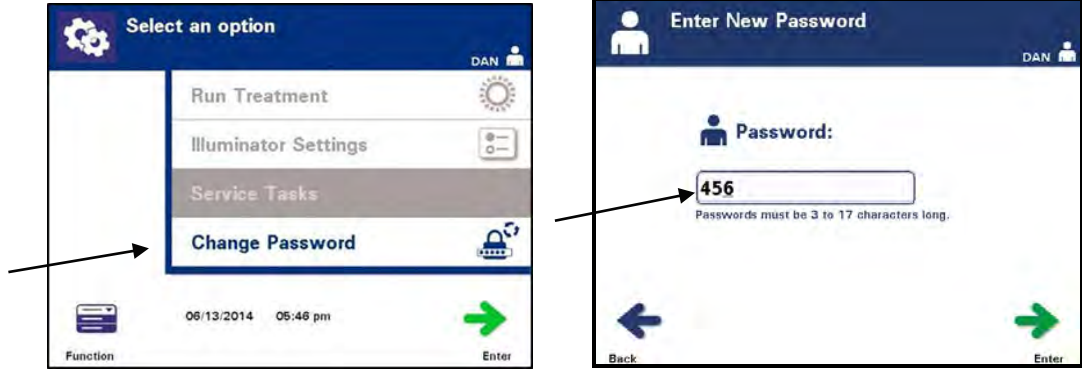 Select an option
DAN
Run Treatment
Illuminator Settings
Service Tasks
Change Password
06/13/2014 05:46 pm
Function
Enter
Enter New Password
DAN
Password:
456
Passwords must be 3 to 17 characters long.
Back
Enter